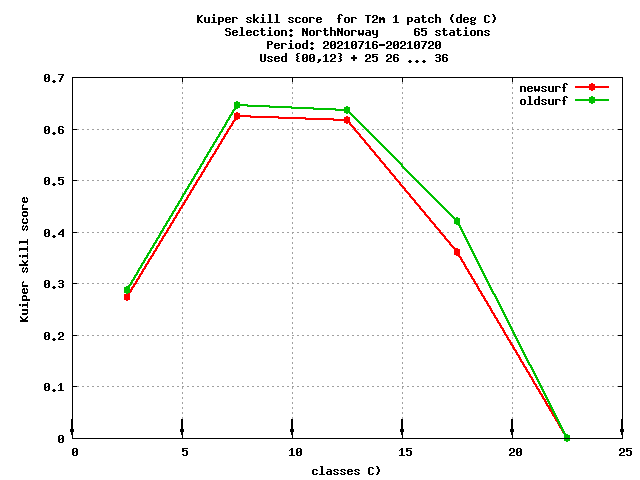 Kuiper skill score  for T2m 1 patch (deg C)
Selection: NorthNorway     65 stations
Period: 20210716-20210720
Used {00,12} + 25 26 ... 36
newsurf
oldsurf
0.7
0.6
0.5
0.4
0.3
0.2
0.1
0
Kuiper skill score
0 5 10 15 20 25
classes C)